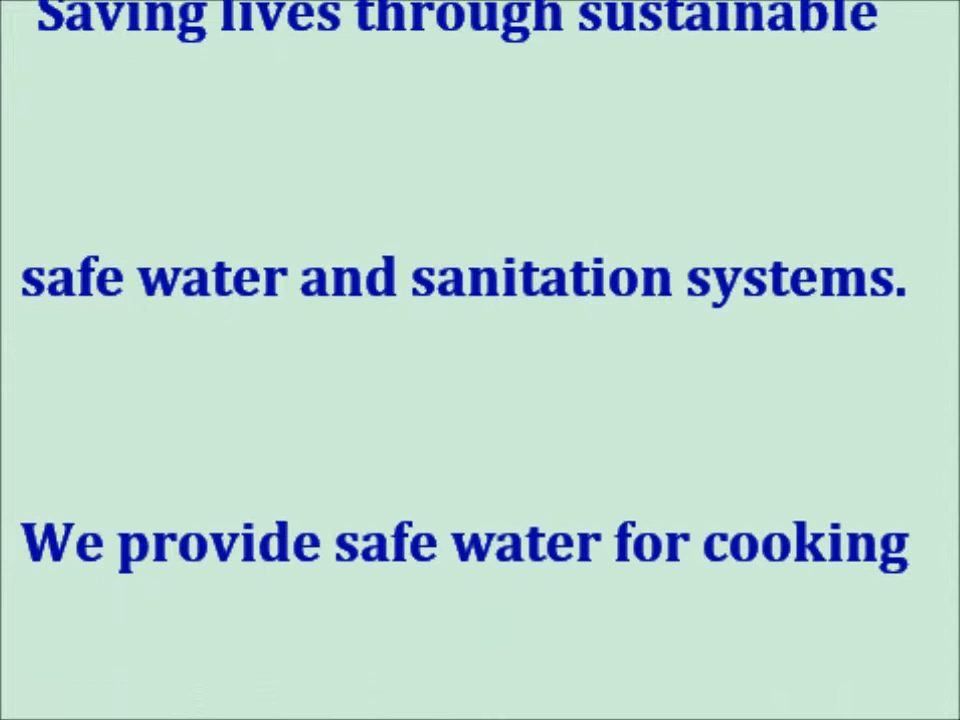 Saving lives through sustainable
safe water and sanitation systems.
We provide safe water for cooking